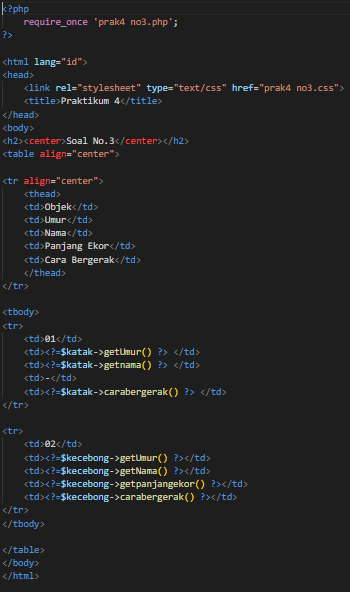 <?php
    require_once 'prak4 no3.php';
?>

<html lang="id">
<head>
    <link rel="stylesheet" type="text/css" href="prak4 no3.css">
    <title>Praktikum 4</title>
</head>
<body>
<h2><center>Soal No.3</center></h2>
<table align="center">

<tr align="center">
    <thead>
    <td>Objek</td>
    <td>Umur</td>
    <td>Nama</td>
    <td>Panjang Ekor</td>
    <td>Cara Bergerak</td>
    </thead>
</tr>

<tbody>
<tr>
    <td>01</td>
    <td><?=$katak->getUmur() ?> </td>
    <td><?=$katak->getnama() ?> </td>
    <td>-</td>
    <td><?=$katak->carabergerak() ?> </td>
</tr>

<tr>
    <td>02</td>
    <td><?=$kecebong->getUmur() ?></td>
    <td><?=$kecebong->getNama() ?></td>
    <td><?=$kecebong->getpanjangekor() ?></td>
    <td><?=$kecebong->carabergerak() ?></td>
</tr>
</tbody>

</table>
</body>
</html>